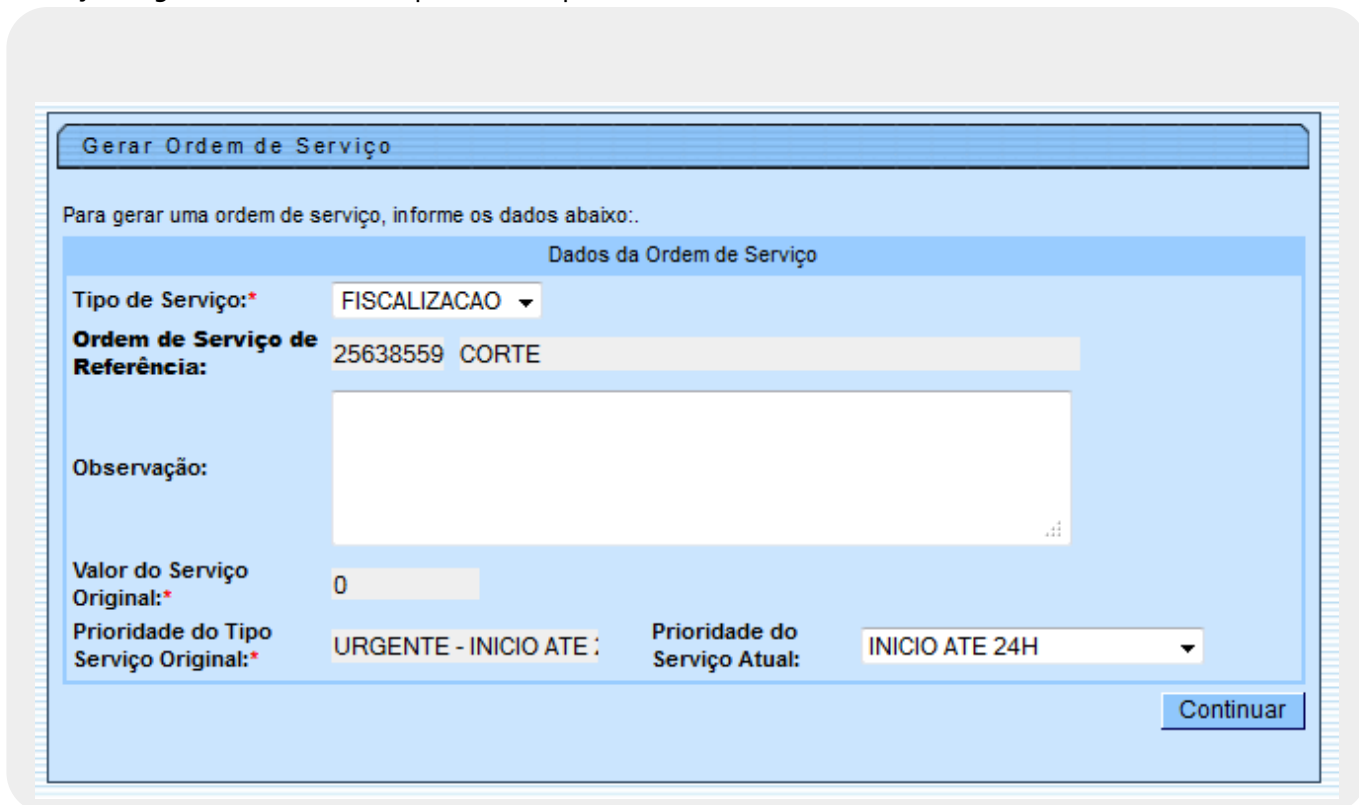 Gerar Ordem de Serviço
Para gerar uma ordem de serviço, informe os dados abaixo:.
Dados da Ordem de Serviço
Tipo de Serviço:* FISCALIZACAO
Ordem de Serviço de Referência: 25638559 CORTE
Observação:
Valor do Serviço Original:* 0
Prioridade do Tipo Serviço Original:* URGENTE - INICIO ATE Prioridade do Serviço Atual: INICIO ATE 24H
Continuar